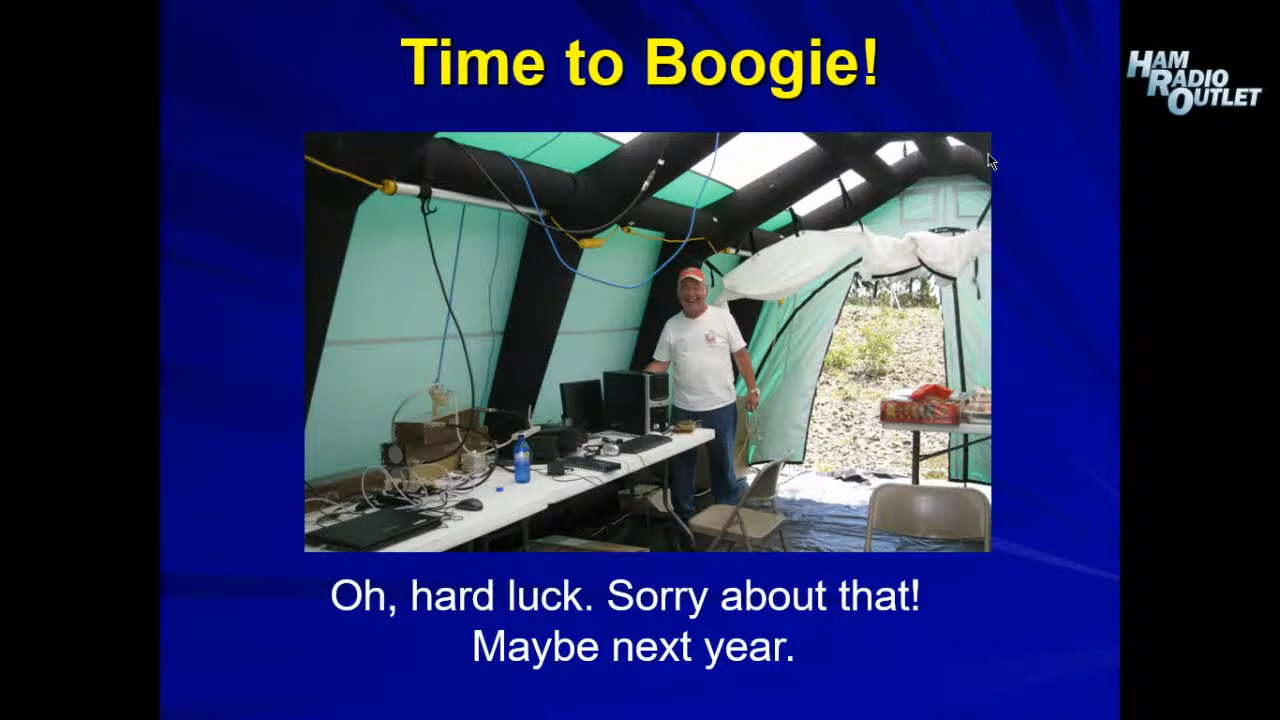 Time to Boogie!
HAM
RADIO
OUTLET
Oh, hard luck. Sorry about that!
Maybe next year.